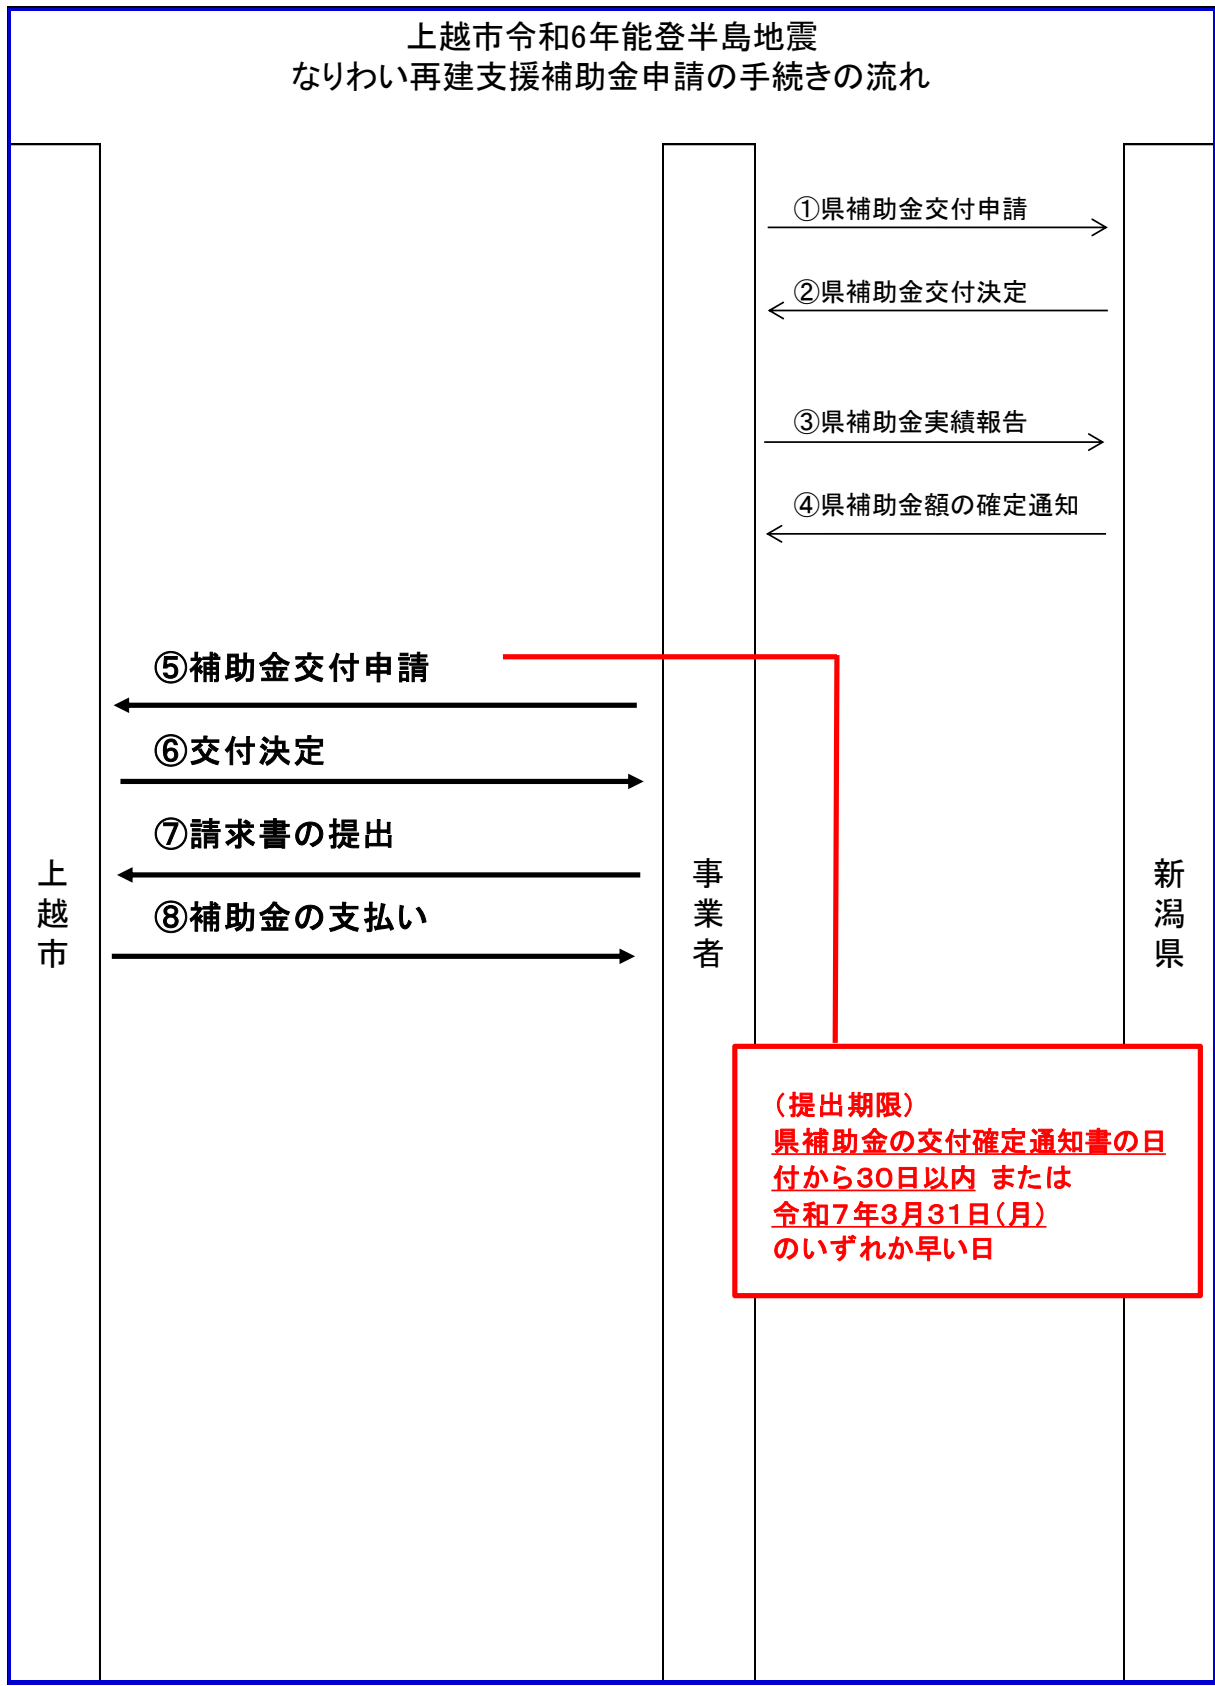 上越市令和6年能登半島地震
なりわい再建支援補助金申請の手続きの流れ
①県補助金交付申請
②県補助金交付決定
③県補助金実績報告
④県補助金額の確定通知
⑤補助金交付申請
⑥交付決定
⑦請求書の提出
⑧補助金の支払い
上越市
事業者
新潟県
（提出期限）
県補助金の交付確定通知書の日
付から３０日以内 または
令和７年３月３１日（月）
のいずれか早い日